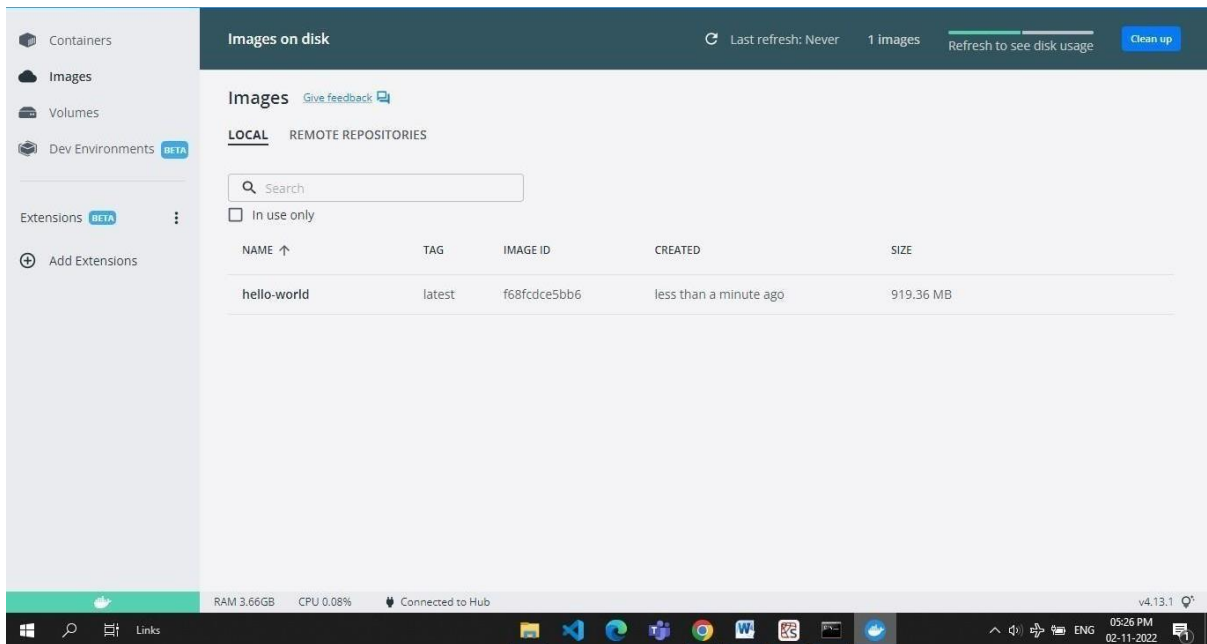 Containers
Images
Volumes
Dev Environments BETA
Extensions BETA
Add Extensions
Images on disk
Last refresh: Never
1 images
Refresh to see disk usage
Clean up
Images Give feedback
LOCAL REMOTE REPOSITORIES
Search
In use only
NAME TAG IMAGE ID CREATED SIZE
hello-world latest f68fcdce5bb6 less than a minute ago 919.36 MB
RAM 3.66GB CPU 0.08% Connected to Hub v4.13.1
Links ENG
05:26 PM
02-11-2022